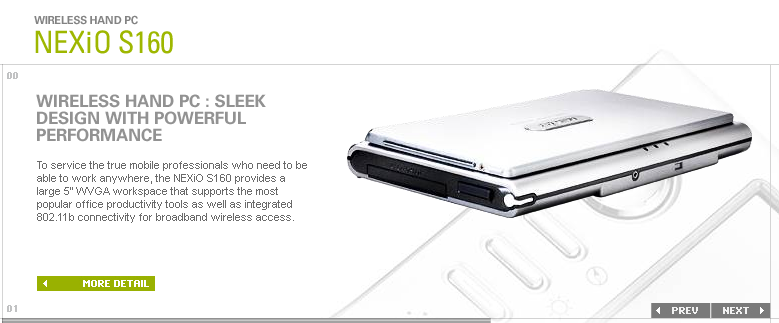 WIRELESS HAND PC
NEXiO S160
00
WIRELESS HAND PC : SLEEK
DESIGN WITH POWERFUL
PERFORMANCE
To service the true mobile professionals who need to be
able to work anywhere, the NEXiO S160 provides a
large 5" WVGA workspace that supports the most
popular office productivity tools as well as integrated
802.11b connectivity for broadband wireless access.
MORE DETAIL
01
PREV
NEXT